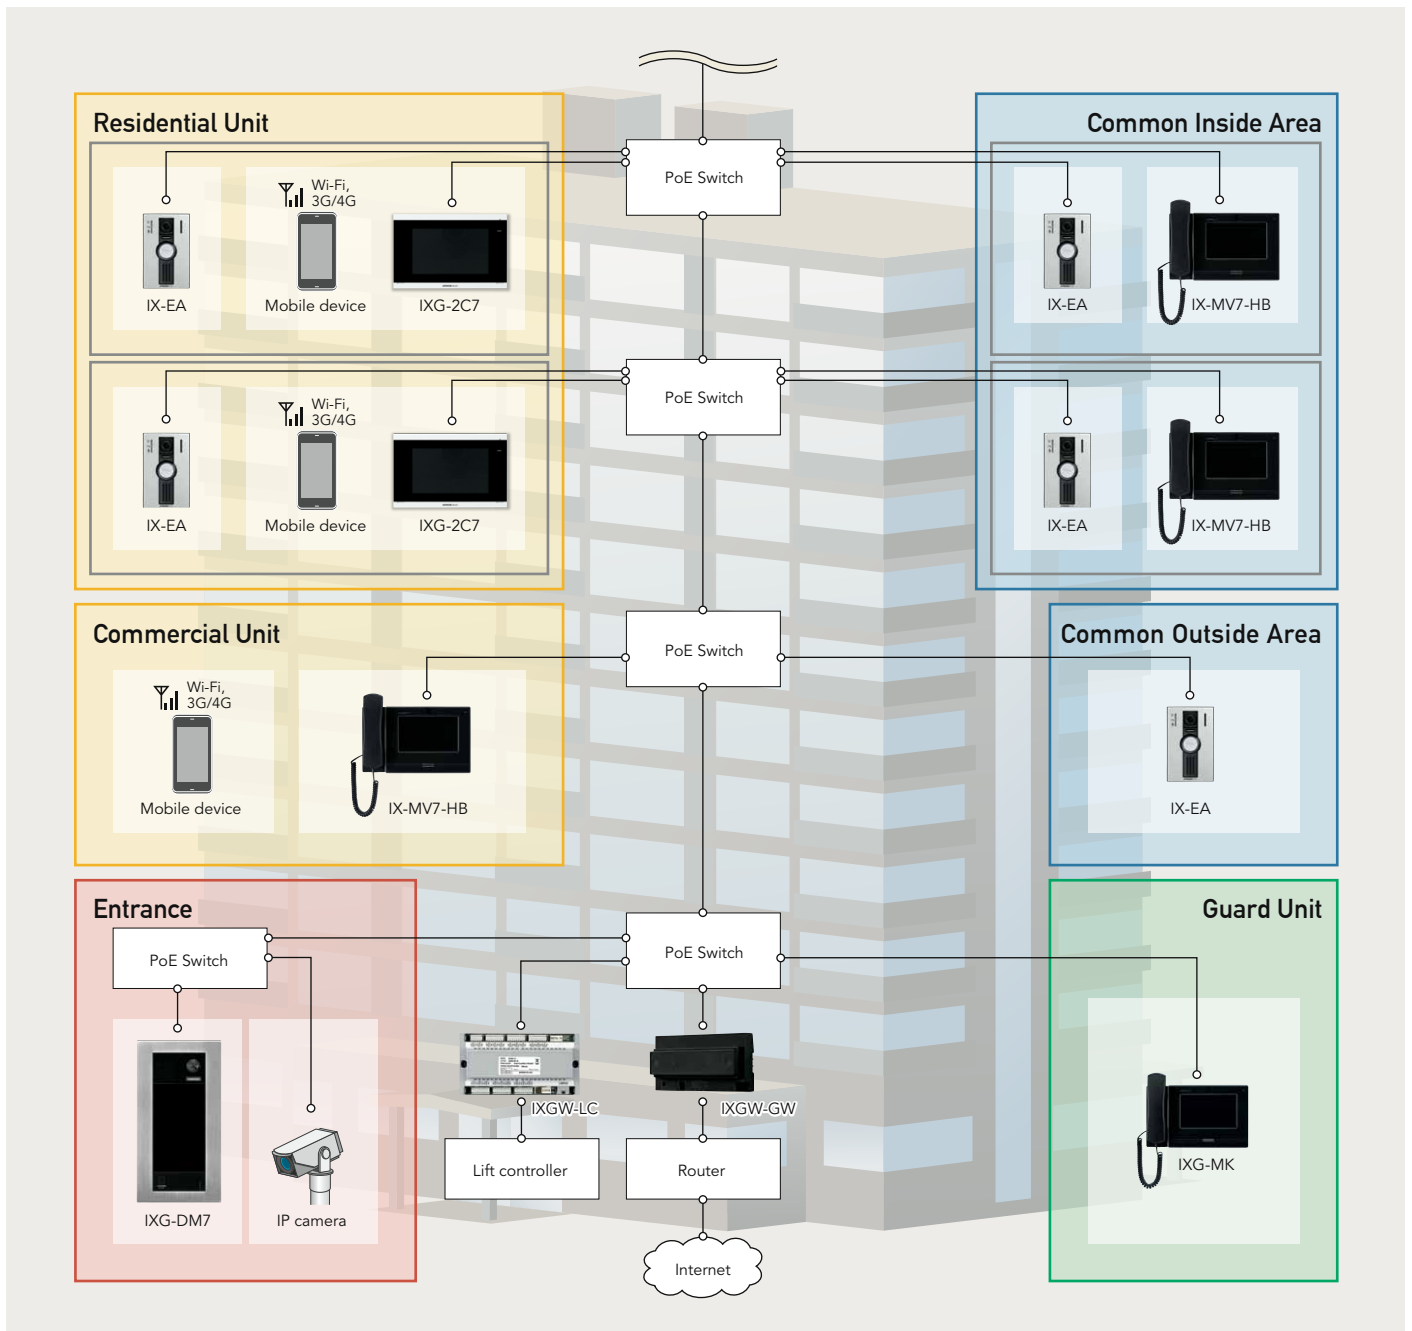 Residential Unit
Wi-Fi,
3G/4G
IX-EA
Mobile device
IXG-2C7
Wi-Fi,
3G/4G
IX-EA
Mobile device
IXG-2C7
PoE Switch
PoE Switch
Common Inside Area
IX-EA
IX-MV7-HB
IX-EA
IX-MV7-HB
Commercial Unit
Wi-Fi,
3G/4G
Mobile device
IX-MV7-HB
PoE Switch
Common Outside Area
IX-EA
Entrance
PoE Switch
IXG-DM7
IP camera
PoE Switch
IXGW-LC
IXGW-GW
Lift controller
Router
Internet
Guard Unit
IXG-MK